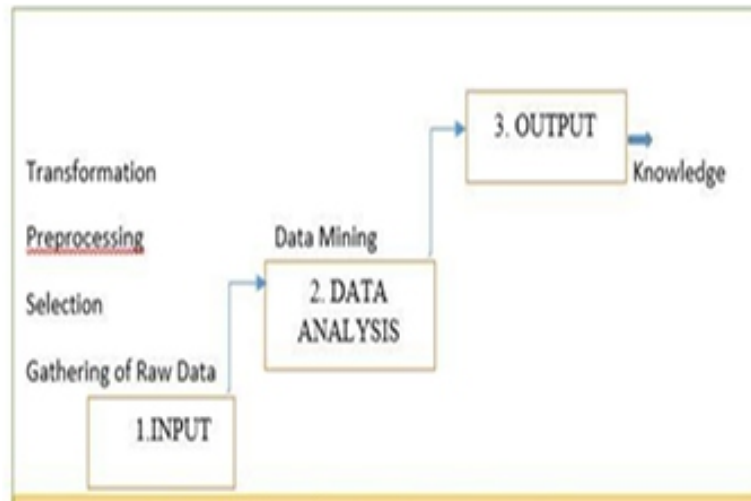 3. OUTPUT
Transformation
Knowledge
Preprocessing
Data Mining
2. DATA
ANALYSIS
Selection
Gathering of Raw Data
1.INPUT